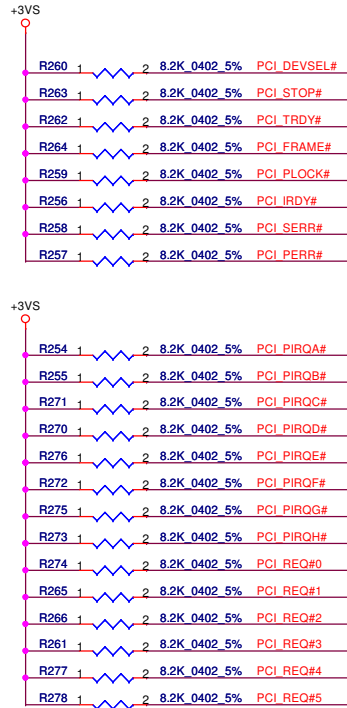 +3VS
R260 1 2 8.2K_0402_5% PCI_DEVSEL#
R263 1 2 8.2K_0402_5% PCI_STOP#
R262 1 2 8.2K_0402_5% PCI_TRDY#
R264 1 2 8.2K_0402_5% PCI_FRAME#
R259 1 2 8.2K_0402_5% PCI_PLOCK#
R256 1 2 8.2K_0402_5% PCI_IRDY#
R258 1 2 8.2K_0402_5% PCI_SERR#
R257 1 2 8.2K_0402_5% PCI_PERR#
+3VS
R254 1 2 8.2K_0402_5% PCI_PIRQA#
R255 1 2 8.2K_0402_5% PCI_PIRQB#
R271 1 2 8.2K_0402_5% PCI_PIRQC#
R270 1 2 8.2K_0402_5% PCI_PIRQD#
R276 1 2 8.2K_0402_5% PCI_PIRQE#
R272 1 2 8.2K_0402_5% PCI_PIRQF#
R275 1 2 8.2K_0402_5% PCI_PIRQG#
R273 1 2 8.2K_0402_5% PCI_PIRQH#
R274 1 2 8.2K_0402_5% PCI_REQ#0
R265 1 2 8.2K_0402_5% PCI_REQ#1
R266 1 2 8.2K_0402_5% PCI_REQ#2
R261 1 2 8.2K_0402_5% PCI_REQ#3
R277 1 2 8.2K_0402_5% PCI_REQ#4
R278 1 2 8.2K_0402_5% PCI_REQ#5